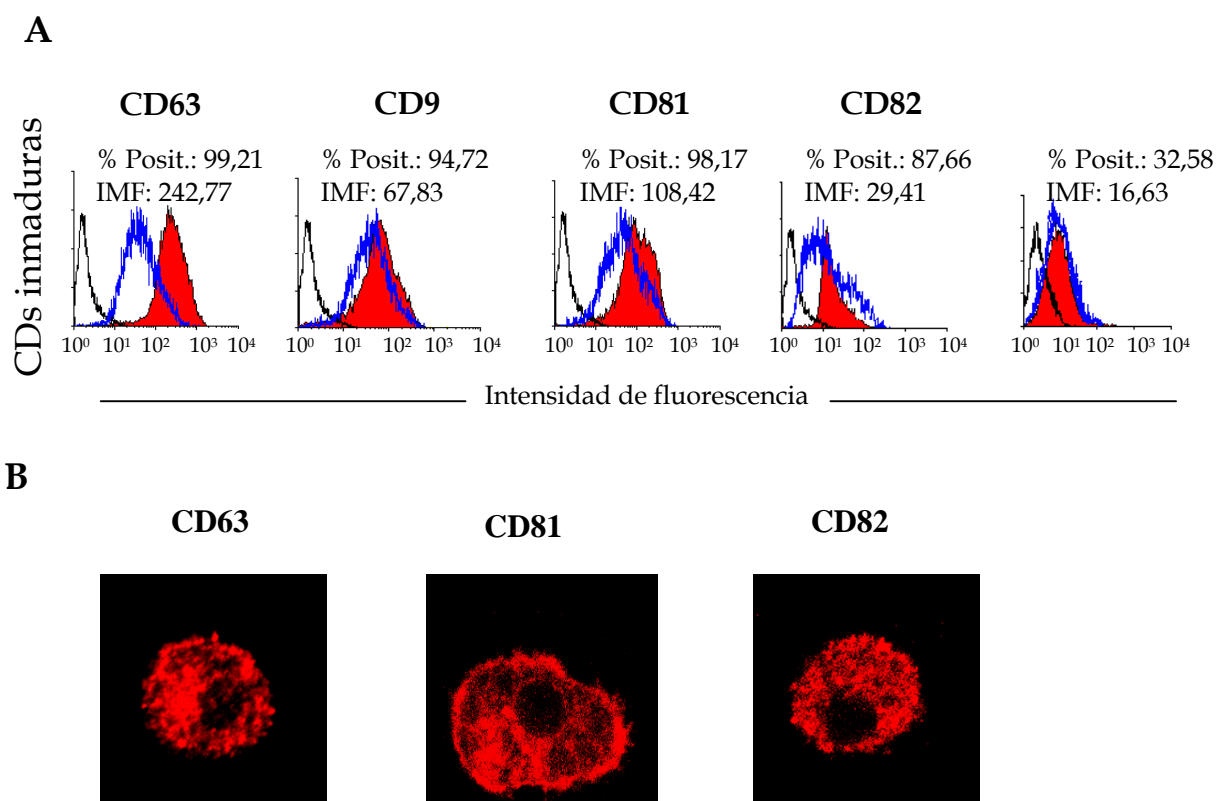 A
CD63 CD9 CD81 CD82
CDs inmaduras
% Posit.: 99,21 % Posit.: 94,72 % Posit.: 98,17 % Posit.: 87,66 % Posit.: 32,58
IMF: 242,77 IMF: 67,83 IMF: 108,42 IMF: 29,41 IMF: 16,63
10⁰ 10¹ 10² 10³ 10⁴ 10⁰ 10¹ 10² 10³ 10⁴ 10⁰ 10¹ 10² 10³ 10⁴ 10⁰ 10¹ 10² 10³ 10⁴ 10⁰ 10¹ 10² 10³ 10⁴
Intensidad de fluorescencia
B
CD63 CD81 CD82